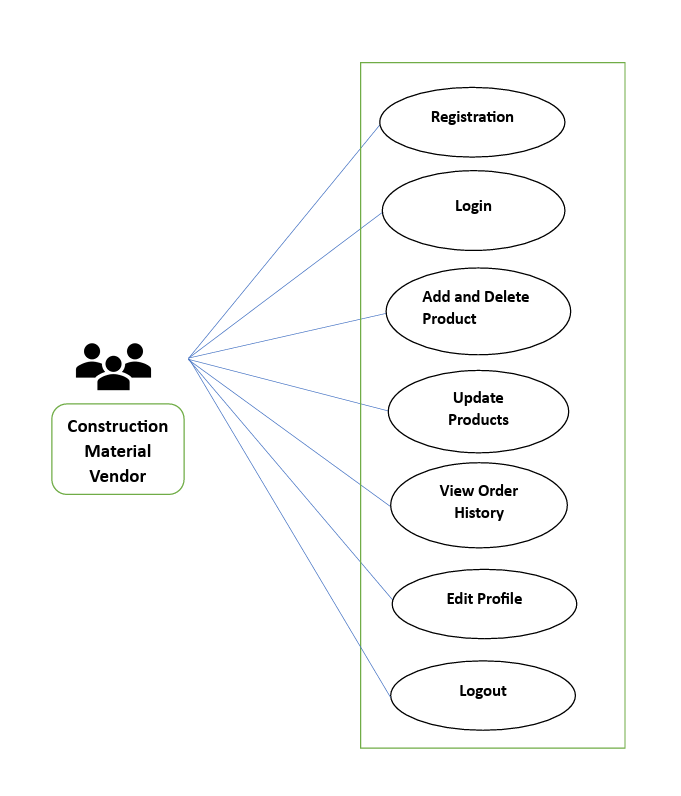 Registration
Login
Add and Delete
Product
Update
Products
Construction
Material
Vendor
View Order
History
Edit Profile
Logout